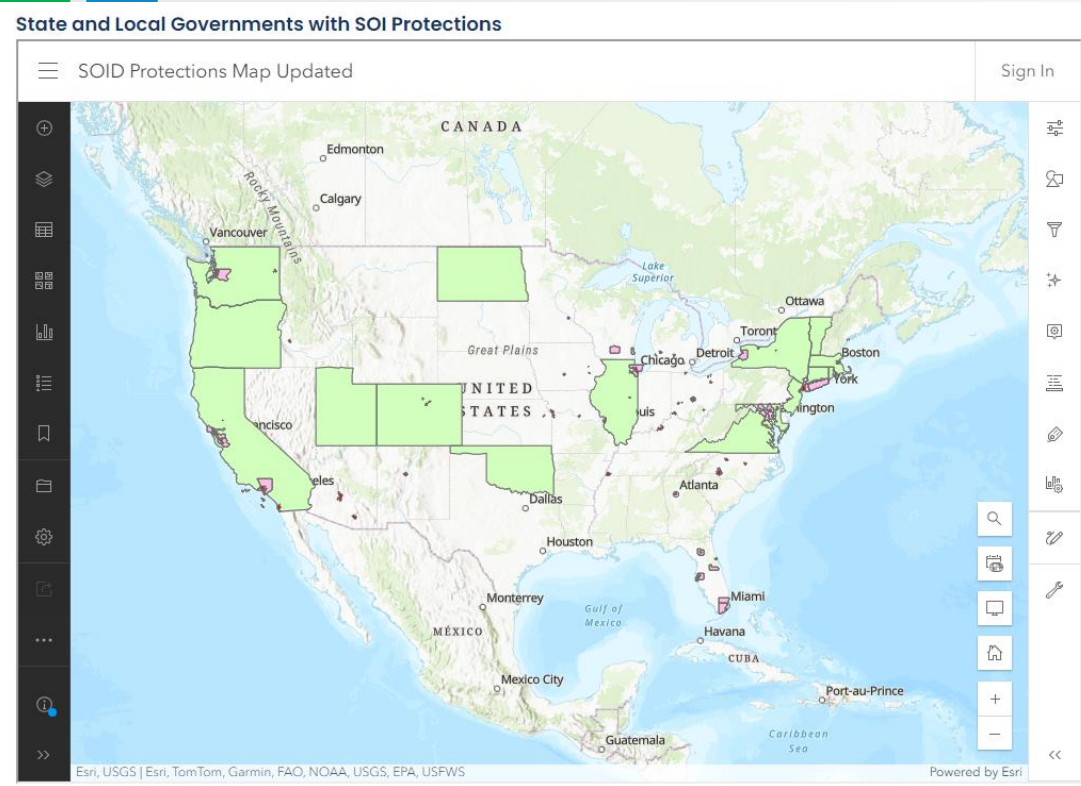 State and Local Governments with SOI Protections
SOID Protections Map Updated
Sign In
CANADA
Edmonton
Calgary
Rocky Mountains
Vancouver
Lake
Superior
Ottawa
Toront
Great Plains
Chicago
Detroit
Boston
York
UNITED
STATES
uis
ington
ncisco
eles
Atlanta
Dallas
Houston
Monterrey
Gulf of
Mexico
Miami
MÉXICO
Havana
CUBA
Mexico City
Port-au-Prince
Guatemala
Caribbean
Sea
Esri, USGS | Esri, TomTom, Garmin, FAO, NOAA, USGS, EPA, USFWS
Powered by Esri